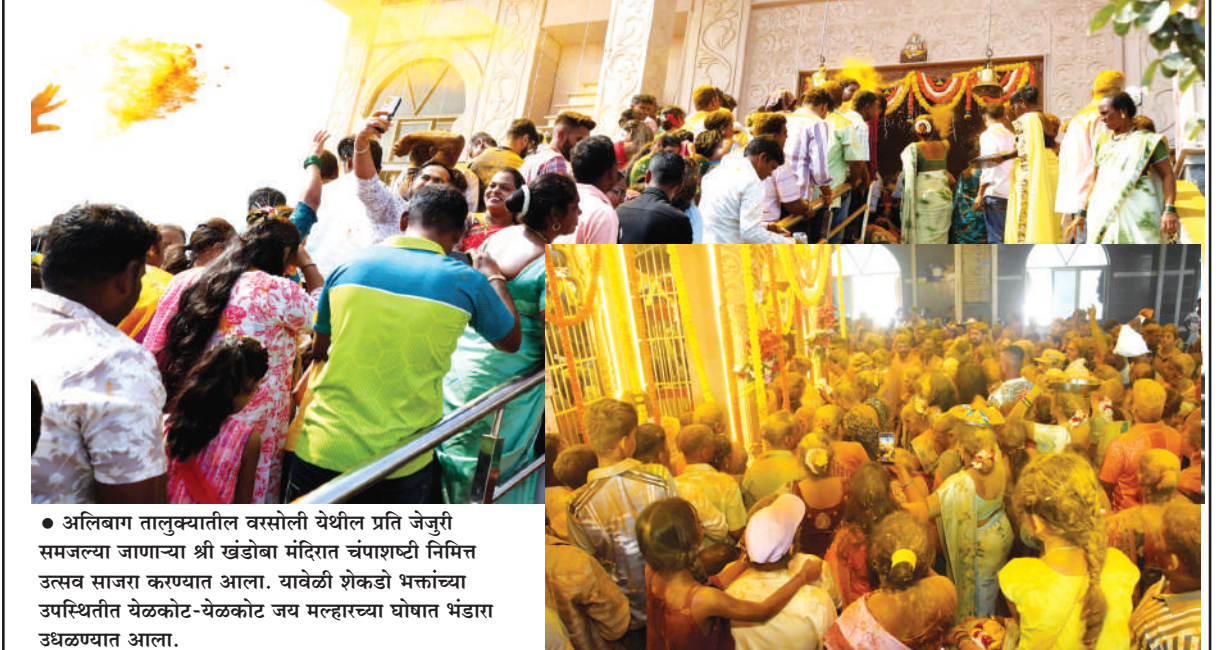 ● अलिबाग तालुक्यातील वरसोली येथील प्रति जेजुरी
समजल्या जाणाऱ्या श्री खंडोबा मंदिरात चंपाशष्टी निमित्त
उत्सव साजरा करण्यात आला. यावेळी शेकडो भक्तांच्या
उपस्थितीत येळकोट-येळकोट जय मल्हारच्या घोषात भंडारा
उधळण्यात आला.